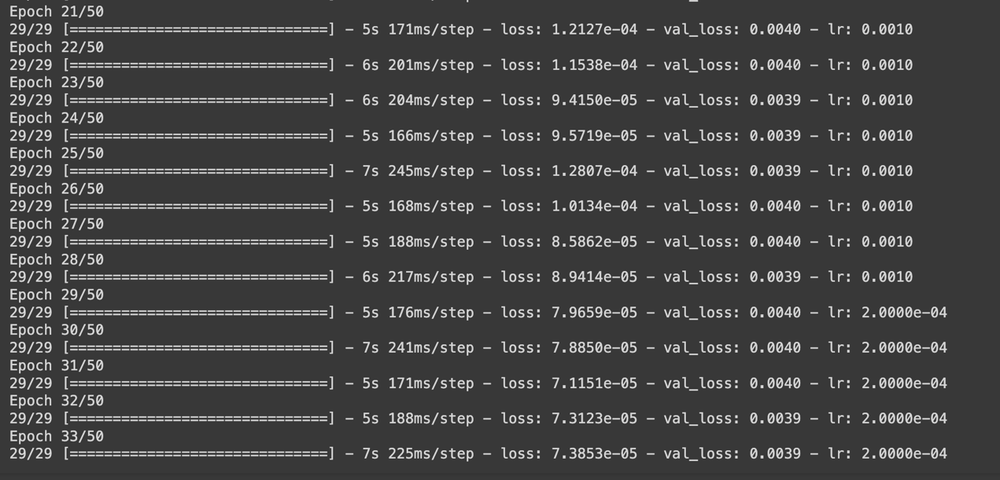 Epoch 21/50
29/29 [==============================] - 5s 171ms/step - loss: 1.2127e-04 - val_loss: 0.0040 - lr: 0.0010
Epoch 22/50
29/29 [==============================] - 6s 201ms/step - loss: 1.1538e-04 - val_loss: 0.0040 - lr: 0.0010
Epoch 23/50
29/29 [==============================] - 6s 204ms/step - loss: 9.4150e-05 - val_loss: 0.0039 - lr: 0.0010
Epoch 24/50
29/29 [==============================] - 5s 166ms/step - loss: 9.5719e-05 - val_loss: 0.0039 - lr: 0.0010
Epoch 25/50
29/29 [==============================] - 7s 245ms/step - loss: 1.2807e-04 - val_loss: 0.0039 - lr: 0.0010
Epoch 26/50
29/29 [==============================] - 5s 168ms/step - loss: 1.0134e-04 - val_loss: 0.0040 - lr: 0.0010
Epoch 27/50
29/29 [==============================] - 5s 188ms/step - loss: 8.5862e-05 - val_loss: 0.0040 - lr: 0.0010
Epoch 28/50
29/29 [==============================] - 6s 217ms/step - loss: 8.9414e-05 - val_loss: 0.0039 - lr: 0.0010
Epoch 29/50
29/29 [==============================] - 5s 176ms/step - loss: 7.9659e-05 - val_loss: 0.0040 - lr: 2.0000e-04
Epoch 30/50
29/29 [==============================] - 7s 241ms/step - loss: 7.8850e-05 - val_loss: 0.0040 - lr: 2.0000e-04
Epoch 31/50
29/29 [==============================] - 5s 171ms/step - loss: 7.1151e-05 - val_loss: 0.0040 - lr: 2.0000e-04
Epoch 32/50
29/29 [==============================] - 5s 188ms/step - loss: 7.3123e-05 - val_loss: 0.0039 - lr: 2.0000e-04
Epoch 33/50
29/29 [==============================] - 7s 225ms/step - loss: 7.3853e-05 - val_loss: 0.0039 - lr: 2.0000e-04